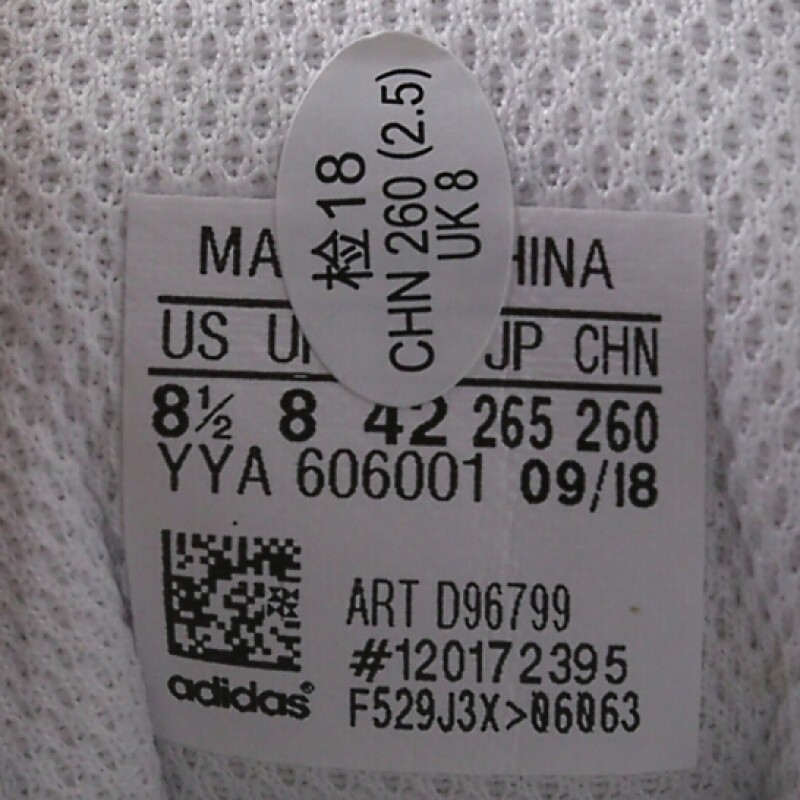 检18
CHN 260 (2.5)
UK 8
MA HINA
US U JP CHN
8½ 8 42 265 260
YYA 606001 09/18
ART D96799
#120172395
F529J3X>06063
adidas®